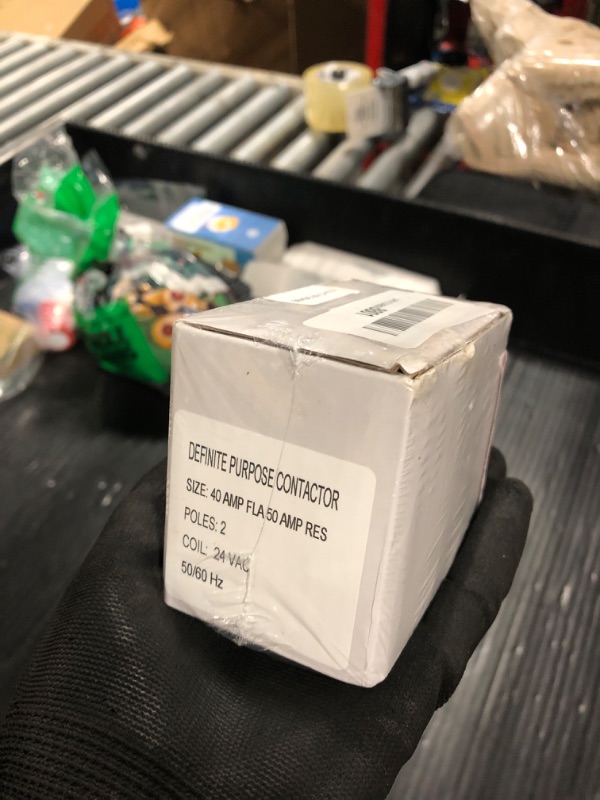 DEFINITE PURPOSE CONTACTOR
SIZE: 40 AMP FLA 50 AMP RES
POLES: 2
COIL: 24 VAC
50/60 Hz